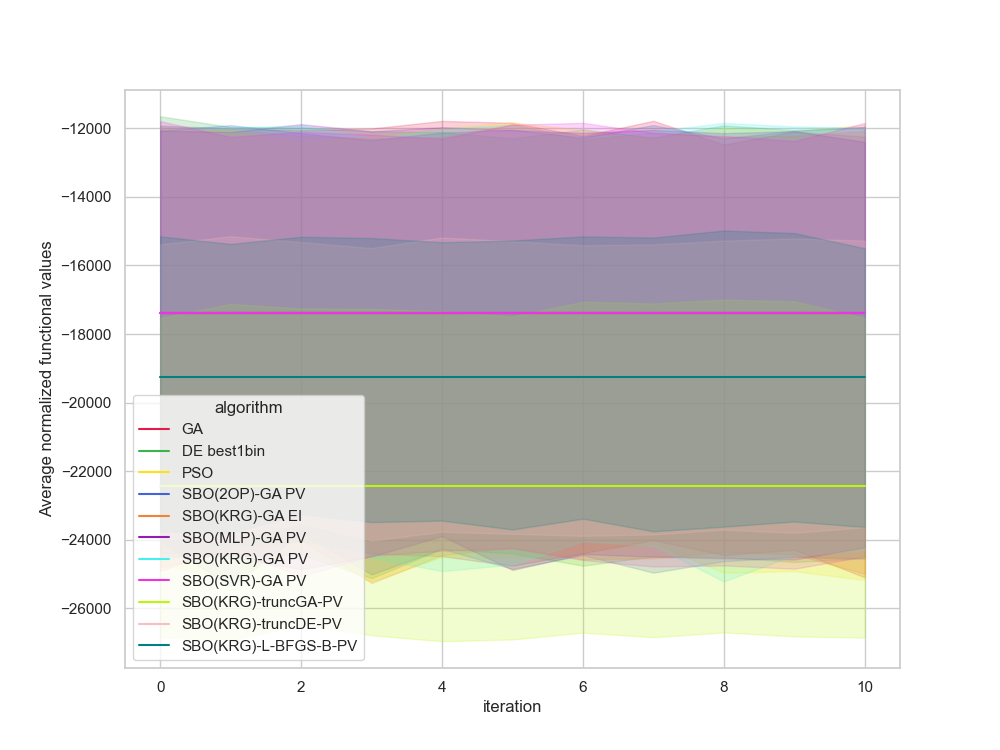 −12000
−14000
−16000
−18000
−20000
−22000
−24000
−26000
Average normalized functional values
algorithm
GA
DE best1bin
PSO
SBO(2OP)-GA PV
SBO(KRG)-GA EI
SBO(MLP)-GA PV
SBO(KRG)-GA PV
SBO(SVR)-GA PV
SBO(KRG)-truncGA-PV
SBO(KRG)-truncDE-PV
SBO(KRG)-L-BFGS-B-PV
0 2 4 6 8 10
iteration